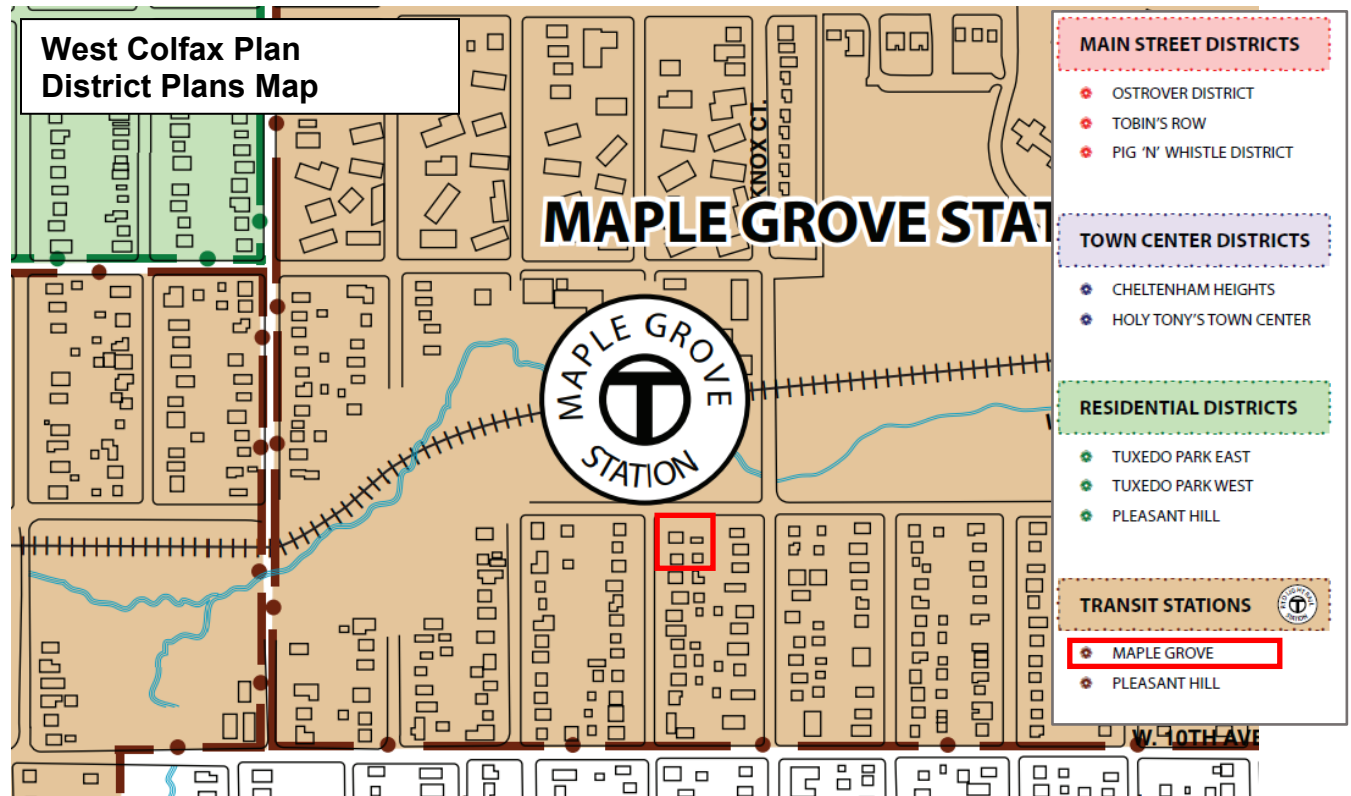 West Colfax Plan
District Plans Map
KNOX CT.
MAPLE GROVE STAT
MAPLE GROVE
STATION
T
W. 10TH AVE
MAIN STREET DISTRICTS
OSTROVER DISTRICT
TOBIN'S ROW
PIG 'N' WHISTLE DISTRICT
TOWN CENTER DISTRICTS
CHELTENHAM HEIGHTS
HOLY TONY'S TOWN CENTER
RESIDENTIAL DISTRICTS
TUXEDO PARK EAST
TUXEDO PARK WEST
PLEASANT HILL
TRANSIT STATIONS
T
STATION
MAPLE GROVE
PLEASANT HILL